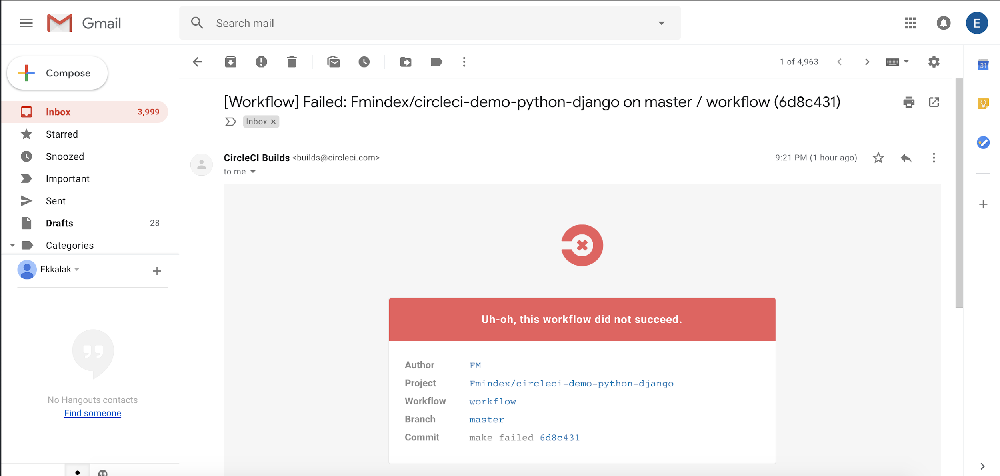 Gmail
Search mail
E
Compose
1 of 4,963
31
Inbox 3,999
Starred
Snoozed
Important
Sent
Drafts 28
Categories
Ekkalak
No Hangouts contacts
Find someone
[Workflow] Failed: Fmindex/circleci-demo-python-django on master / workflow (6d8c431)
Inbox
CircleCI Builds <builds@circleci.com>
9:21 PM (1 hour ago)
to me
Uh-oh, this workflow did not succeed.
Author FM
Project Fmindex/circleci-demo-python-django
Workflow workflow
Branch master
Commit make failed 6d8c431